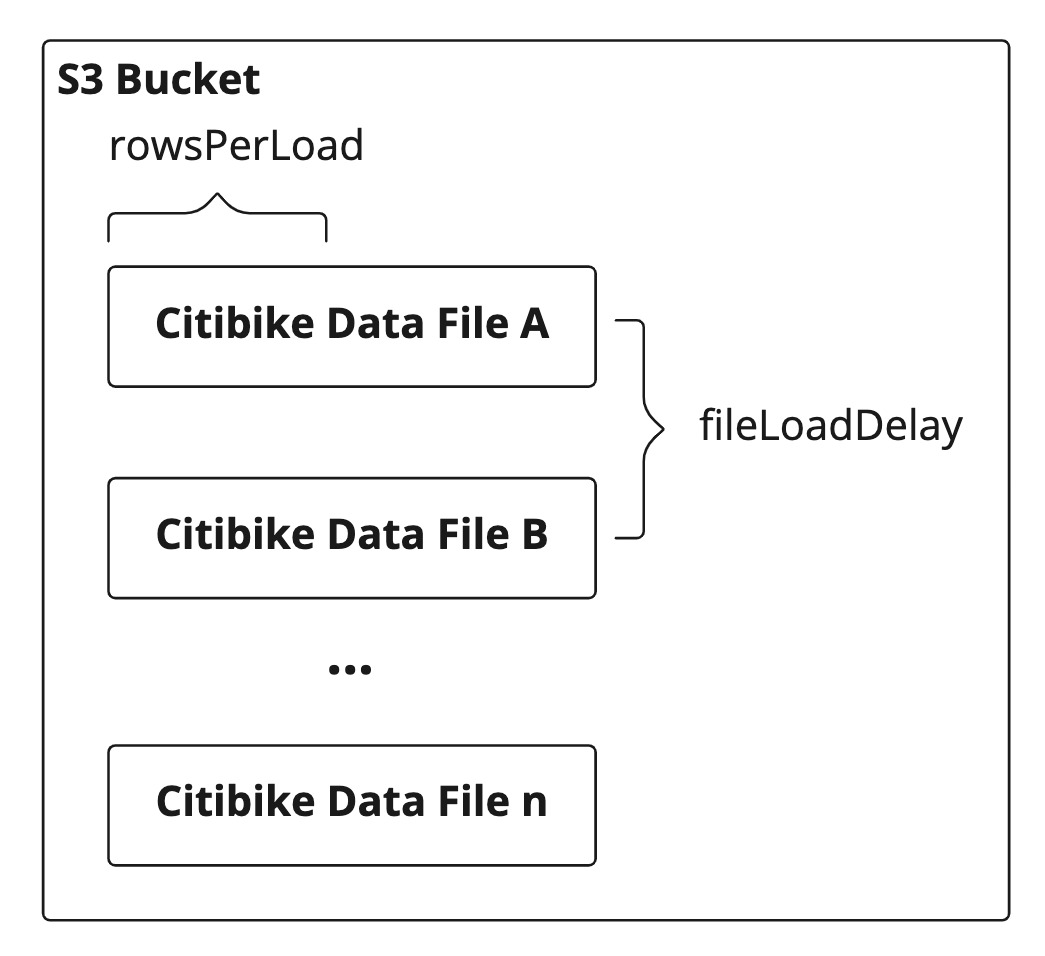 S3 Bucket
rowsPerLoad
Citibike Data File A
fileLoadDelay
Citibike Data File B
...
Citibike Data File n